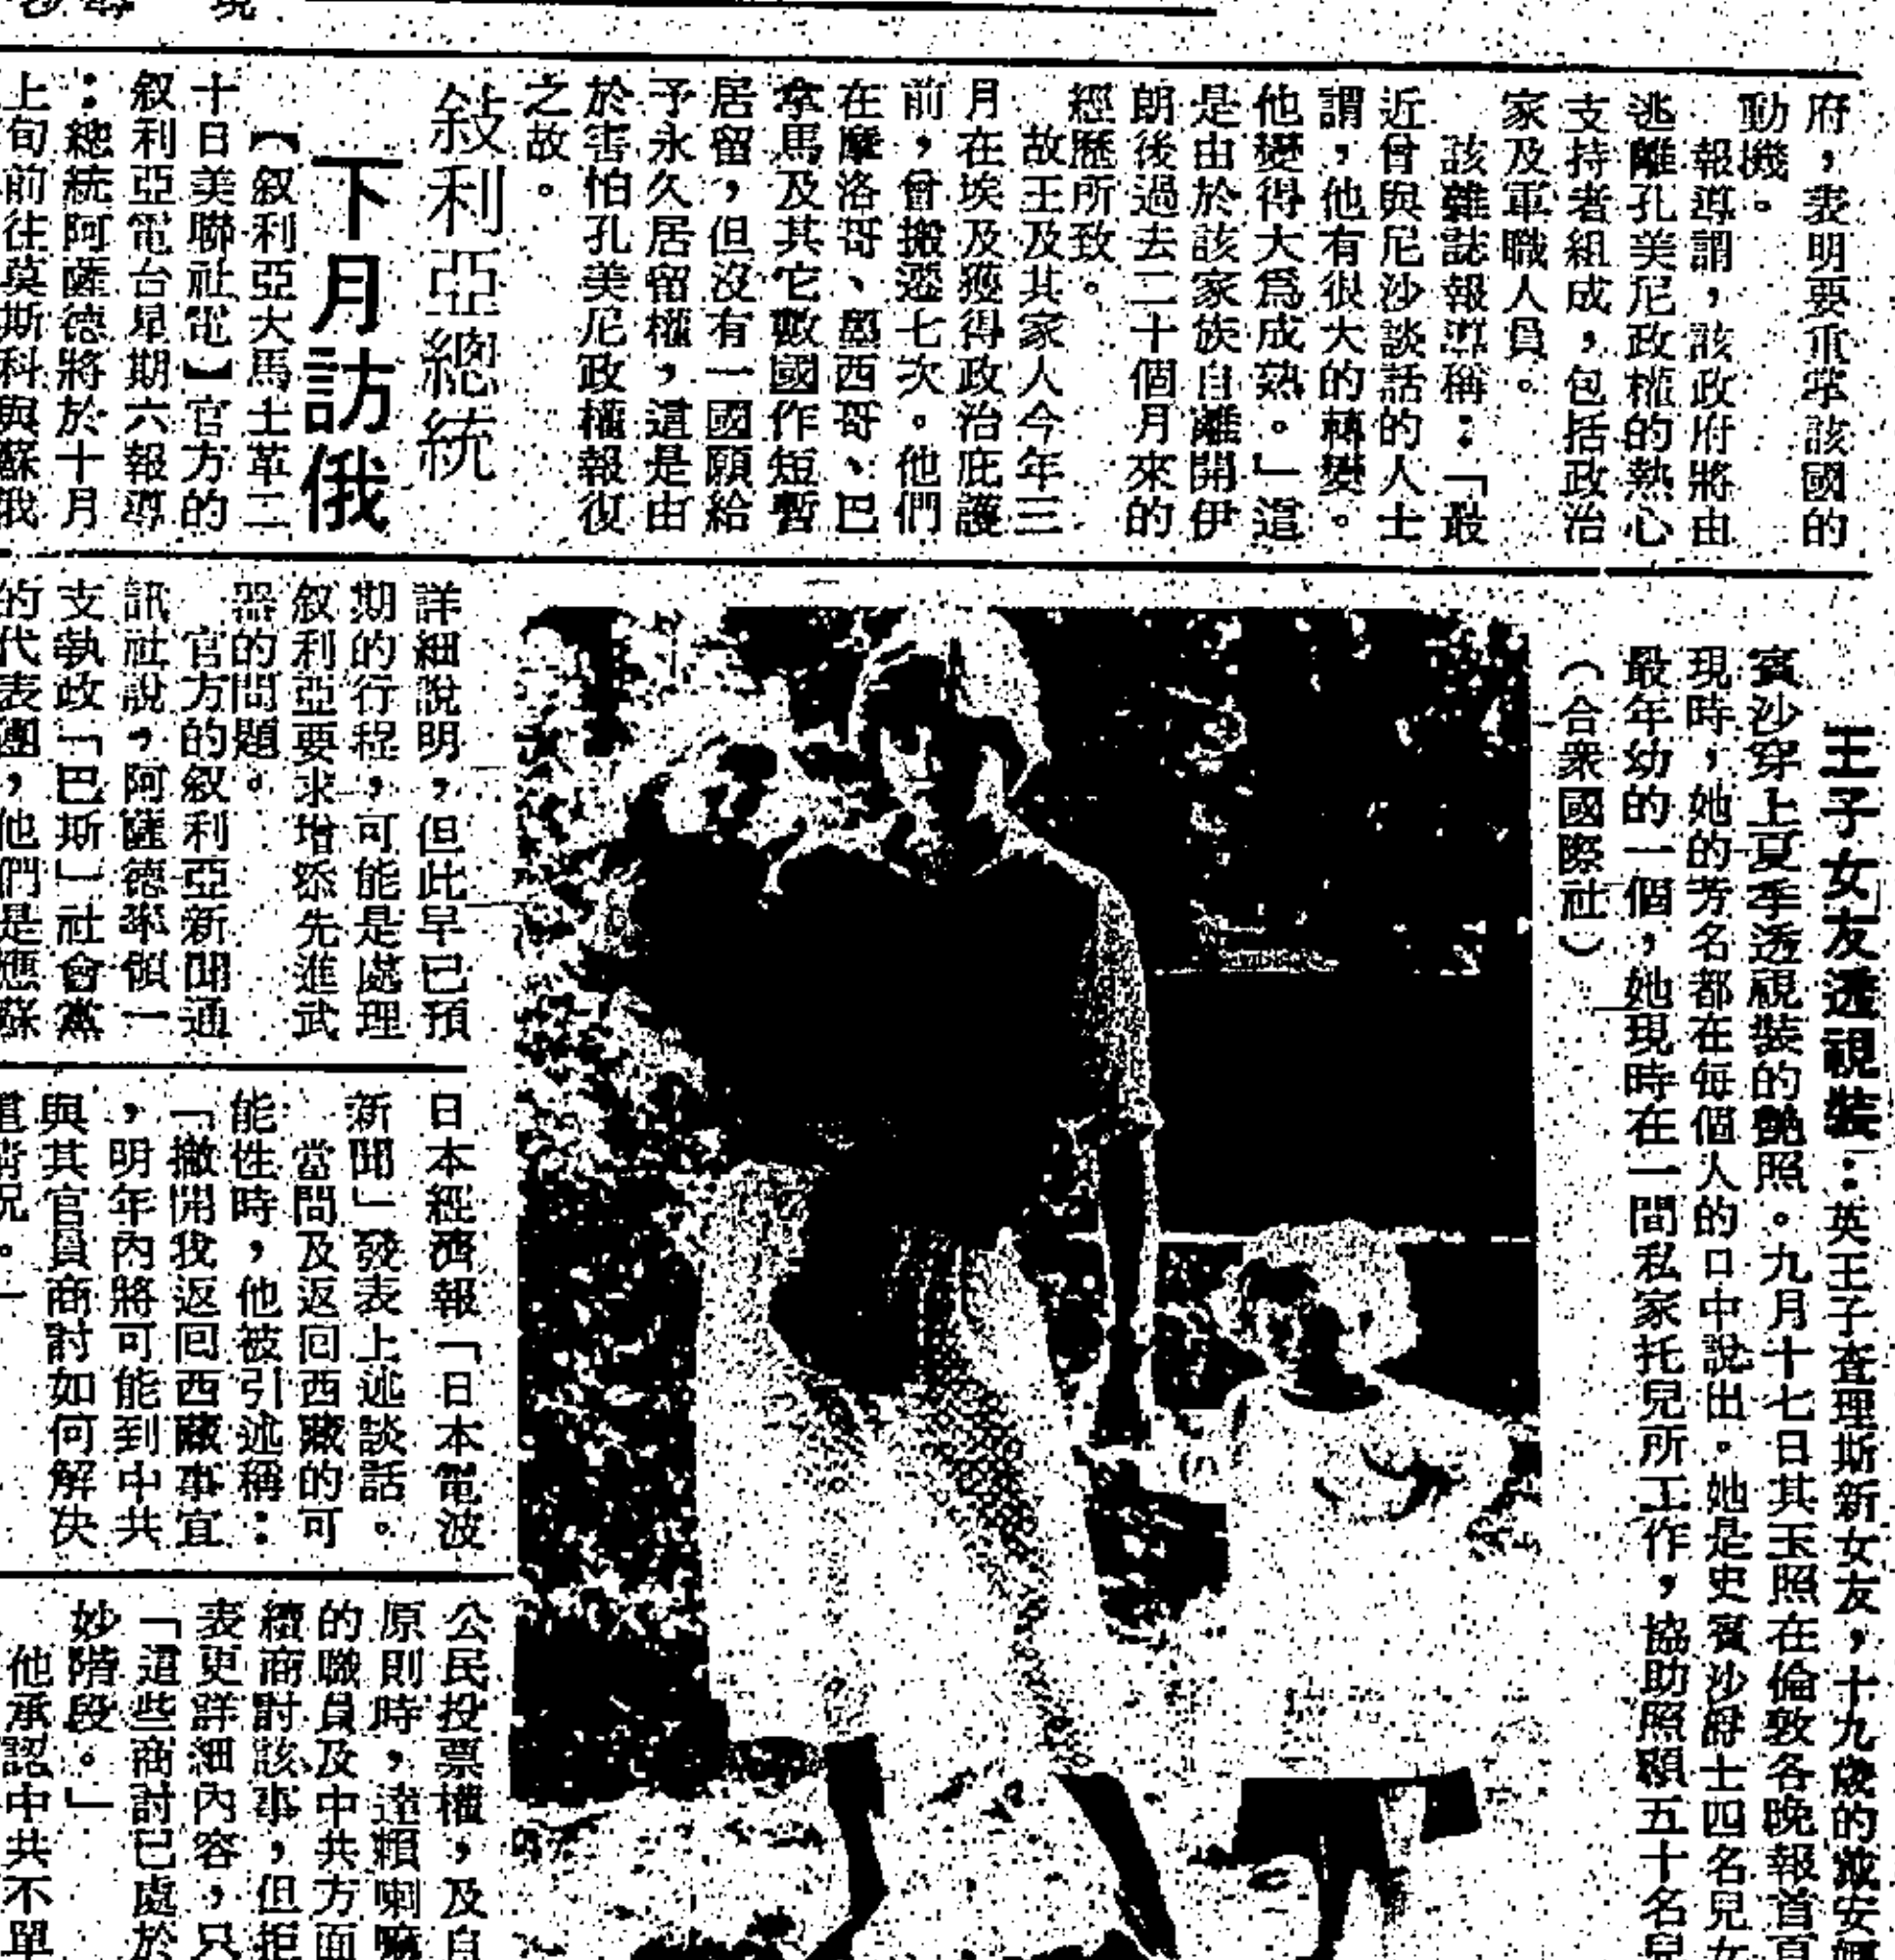 府，表明要重掌該國的
動機。
報導謂，該政府將由
逃離孔美尼政權的熱心
支持者組成，包括政治
家及軍職人員。
該雜誌報導稱：「最
近曾與尼沙談話的人士
謂，他有很大的轉變。
他變得大爲成熟。」這
是由於該家族自離開伊
朗後過去二十個月來的
經歷所致。
故王及其家人今年三
月在埃及獲得政治庇護
前，曾搬遷七次。他們
在摩洛哥、墨西哥、巴
拿馬及其它數國作短暫
居留，但沒有一國願給
予永久居留權，這是由
於害怕孔美尼政權報復
之故。
敍利亞總統
下月訪俄
【叙利亞大馬士革二
十日美聯社電】官方的
叙利亞電台星期六報導
：總統阿薩德將於十月
上旬前往莫斯科與蘇俄
王子女友透視裝：英王子查理斯新女友，十九歲的戴安娜
賓沙穿上夏季透視裝的艷照。九月十七日其玉照在倫敦各晚報首頁
現時，她的芳名都在每個人的口中說出。她是史賓沙爵士四名兒女
最年幼的一個，她現時在一間私家托兒所工作，協助照顧五十名兒
（合衆國際社）
詳細說明，但此早已預
期的行程，可能是處理
叙利亞要求增添先進武
器的問題。
官方的叙利亞新聞通
訊社說，阿薩德率領一
支執政「巴斯」社會黨
的代表團，他們是應蘇
日本經濟報「日本電波
新聞」發表上述談話。
當問及返回西藏的可
能性時，他被引述稱：
「撇開我返囘西藏事宜
，明年內將可能到中共
與其官員商討如何解決
公民投票權，及自
原則時，達賴喇嘛
的職員及中共方面
續商討該事，但拒
表更詳細內容，只
「這些商討已處於
妙階段。」
他承認中共不單